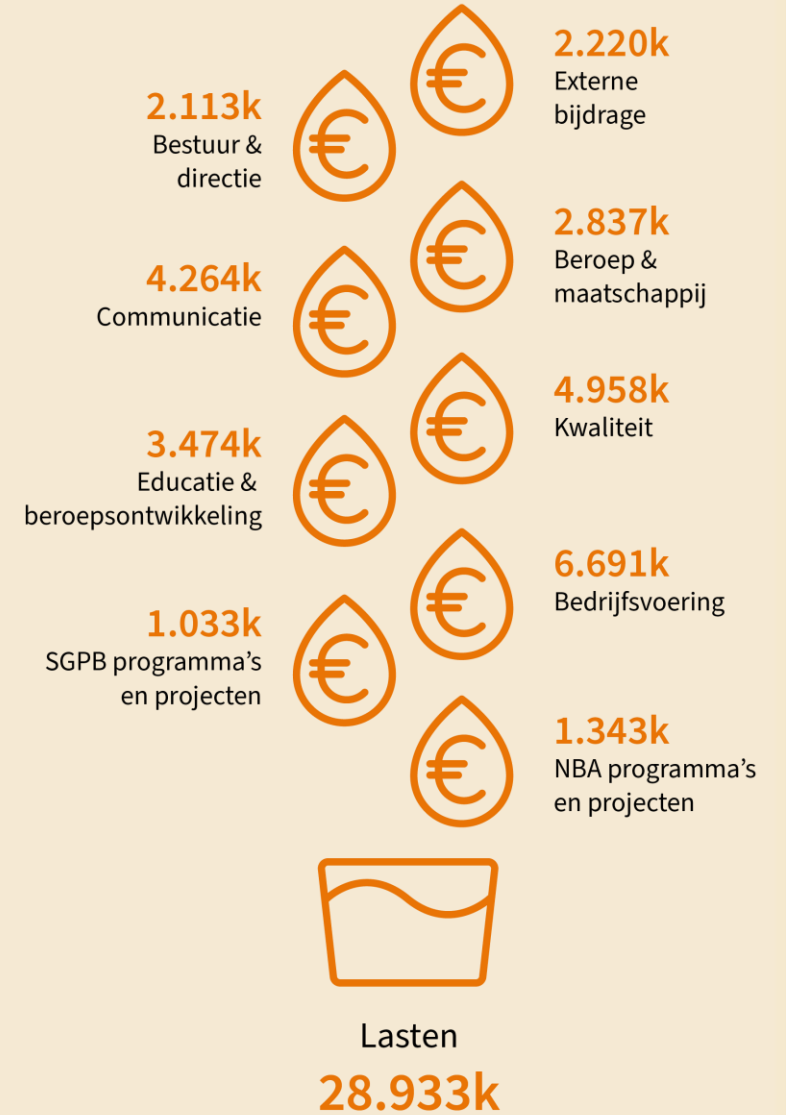 2.220k
Externe
bijdrage
2.113k
Bestuur &
directie
2.837k
Beroep &
maatschappij
4.264k
Communicatie
4.958k
Kwaliteit
3.474k
Educatie &
beroepsontwikkeling
6.691k
Bedrijfsvoering
1.033k
SGPB programma’s
en projecten
1.343k
NBA programma’s
en projecten
Lasten
28.933k